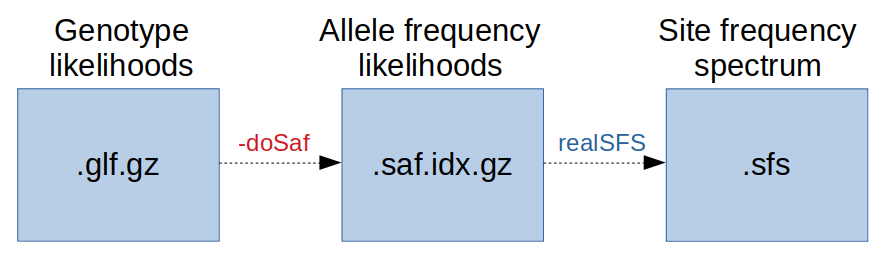 Genotype
likelihoods
Allele frequency
likelihoods
Site frequency
spectrum
.glf.gz
-doSaf
.saf.idx.gz
realSFS
.sfs